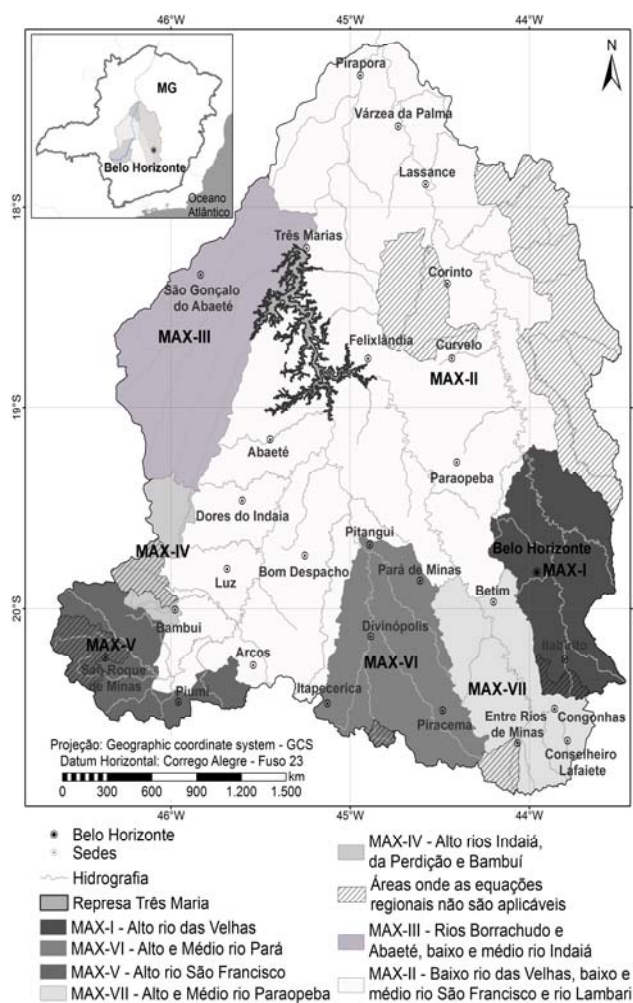 46°W
45°W
44°W
MG
Belo Horizonte
Oceano
Atlântico
N
Pirapora
Várzea da Palma
Lassance
18°S
Três Marias
São Gonçalo
do Abaeté
Corinto
MAX-III
Felixlândia
Curvelo
MAX-II
19°S
Abaeté
Paraopeba
Dores do Indaia
Pitangui
Belo Horizonte
MAX-IV
Luz
Bom Despacho
Pará de Minas
MAX-I
Betim
20°S
Bambui
MAX-V
Divinópolis
Arcos
MAX-VI
Itabirito
São Roque
de Minas
Piumi
Itapecerica
MAX-VII
Piracema
Entre Rios
de Minas
Congonhas
Conselheiro
Lafaiete
Projeção: Geographic coordinate system - GCS
Datum Horizontal: Corrego Alegre - Fuso 23
km
0 300 600 900 1.200 1.500
46°W
45°W
44°W
Belo Horizonte
Sedes
Hidrografia
Represa Três Maria
MAX-I - Alto rio das Velhas
MAX-VI - Alto e Médio rio Pará
MAX-V - Alto rio São Francisco
MAX-VII - Alto e Médio rio Paraopeba
MAX-IV - Alto rios Indaiá,
da Perdição e Bambuí
Áreas onde as equações
regionais não são aplicáveis
MAX-III - Rios Borrachudo e
Abaeté, baixo e médio rio Indaiá
MAX-II - Baixo rio das Velhas, baixo e
médio rio São Francisco e rio Lambari